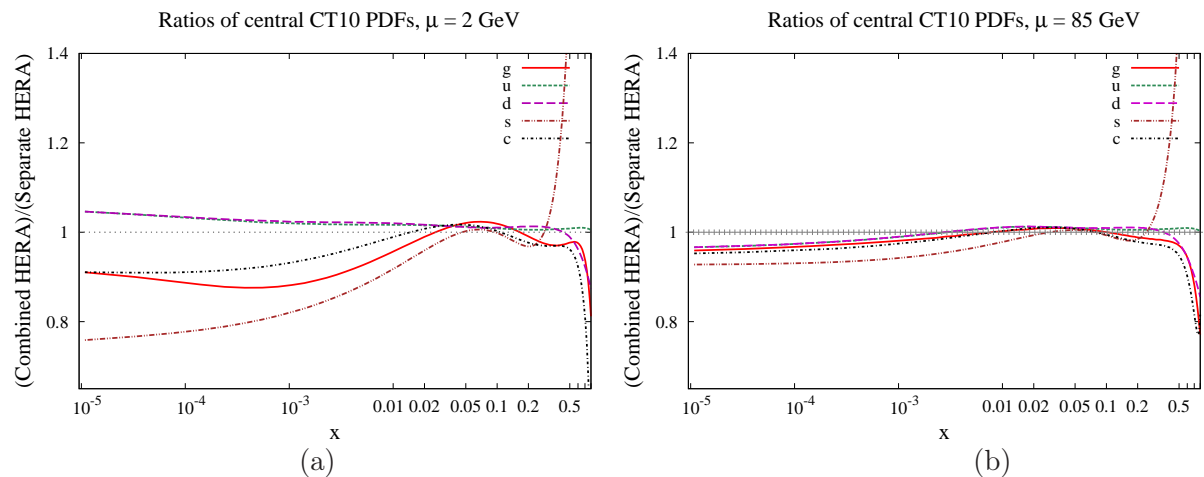 Ratios of central CT10 PDFs, μ = 2 GeV
(Combined HERA)/(Separate HERA)
1.4
1.2
1
0.8
g
u
d
s
c
10-5
10-4
10-3
0.01
0.02
0.05
0.1
0.2
0.5
x
(a)
Ratios of central CT10 PDFs, μ = 85 GeV
(Combined HERA)/(Separate HERA)
1.4
1.2
1
0.8
g
u
d
s
c
10-5
10-4
10-3
0.01
0.02
0.05
0.1
0.2
0.5
x
(b)